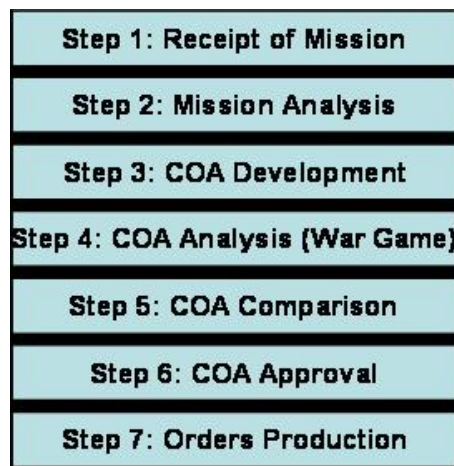 Step 1: Receipt of Mission
Step 2: Mission Analysis
Step 3: COA Development
Step 4: COA Analysis (War Game)
Step 5: COA Comparison
Step 6: COA Approval
Step 7: Orders Production